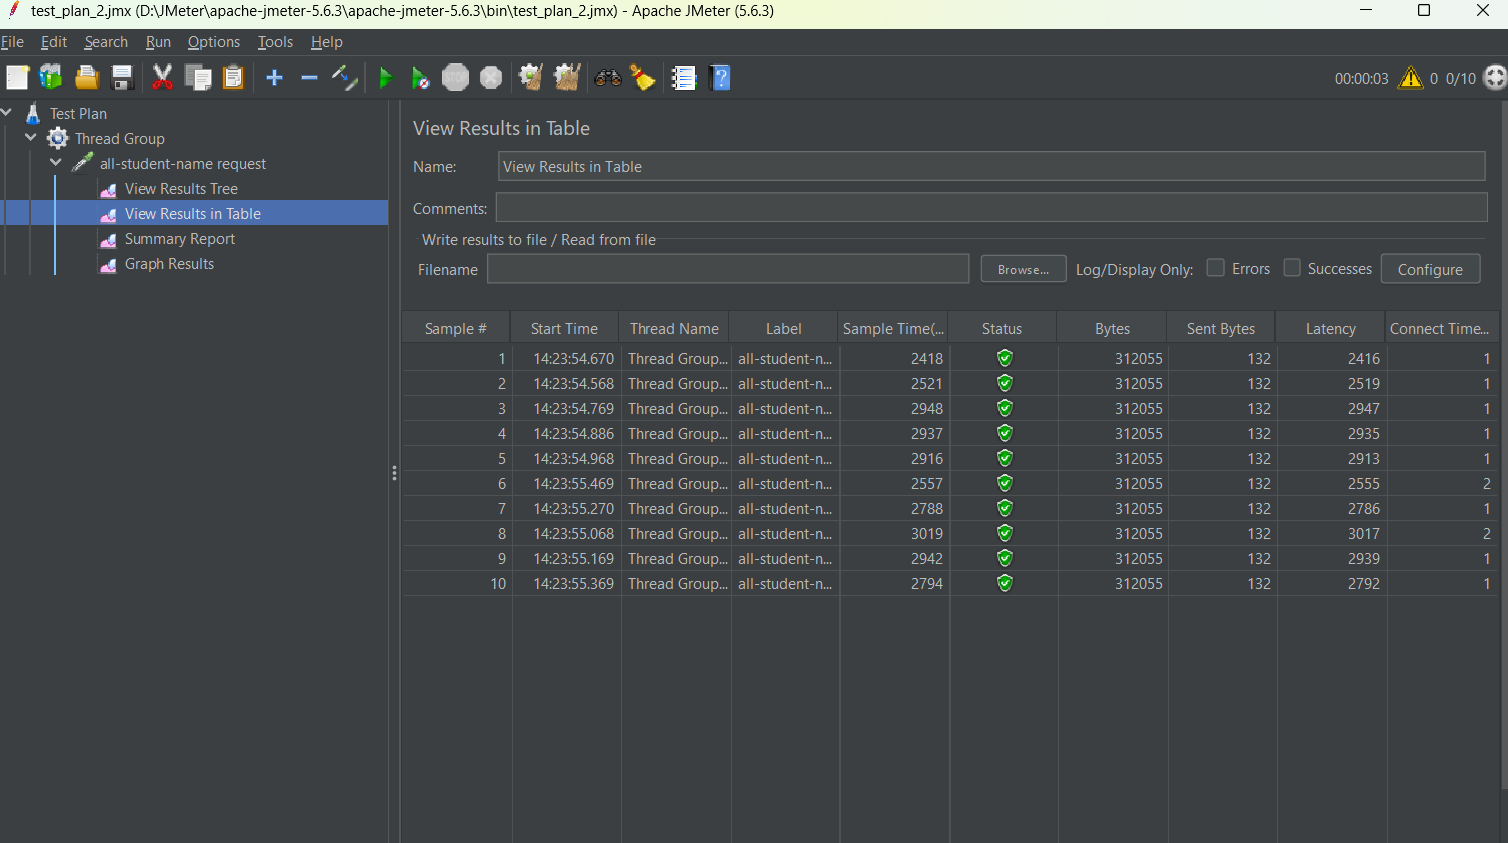 test_plan_2.jmx (D:\JMeter\apache-jmeter-5.6.3\apache-jmeter-5.6.3\bin\test_plan_2.jmx) - Apache JMeter (5.6.3)
File Edit Search Run Options Tools Help
STOP ? 00:00:03 0 0/10
Test Plan
Thread Group
all-student-name request
View Results Tree
View Results in Table
Summary Report
Graph Results
View Results in Table
Name: View Results in Table
Comments:
Write results to file / Read from file
Filename Browse... Log/Display Only: Errors Successes Configure
Sample # Start Time Thread Name Label Sample Time(... Status Bytes Sent Bytes Latency Connect Time...
1 14:23:54.670 Thread Group... all-student-n... 2418 312055 132 2416 1
2 14:23:54.568 Thread Group... all-student-n... 2521 312055 132 2519 1
3 14:23:54.769 Thread Group... all-student-n... 2948 312055 132 2947 1
4 14:23:54.886 Thread Group... all-student-n... 2937 312055 132 2935 1
5 14:23:54.968 Thread Group... all-student-n... 2916 312055 132 2913 1
6 14:23:55.469 Thread Group... all-student-n... 2557 312055 132 2555 2
7 14:23:55.270 Thread Group... all-student-n... 2788 312055 132 2786 1
8 14:23:55.068 Thread Group... all-student-n... 3019 312055 132 3017 2
9 14:23:55.169 Thread Group... all-student-n... 2942 312055 132 2939 1
10 14:23:55.369 Thread Group... all-student-n... 2794 312055 132 2792 1